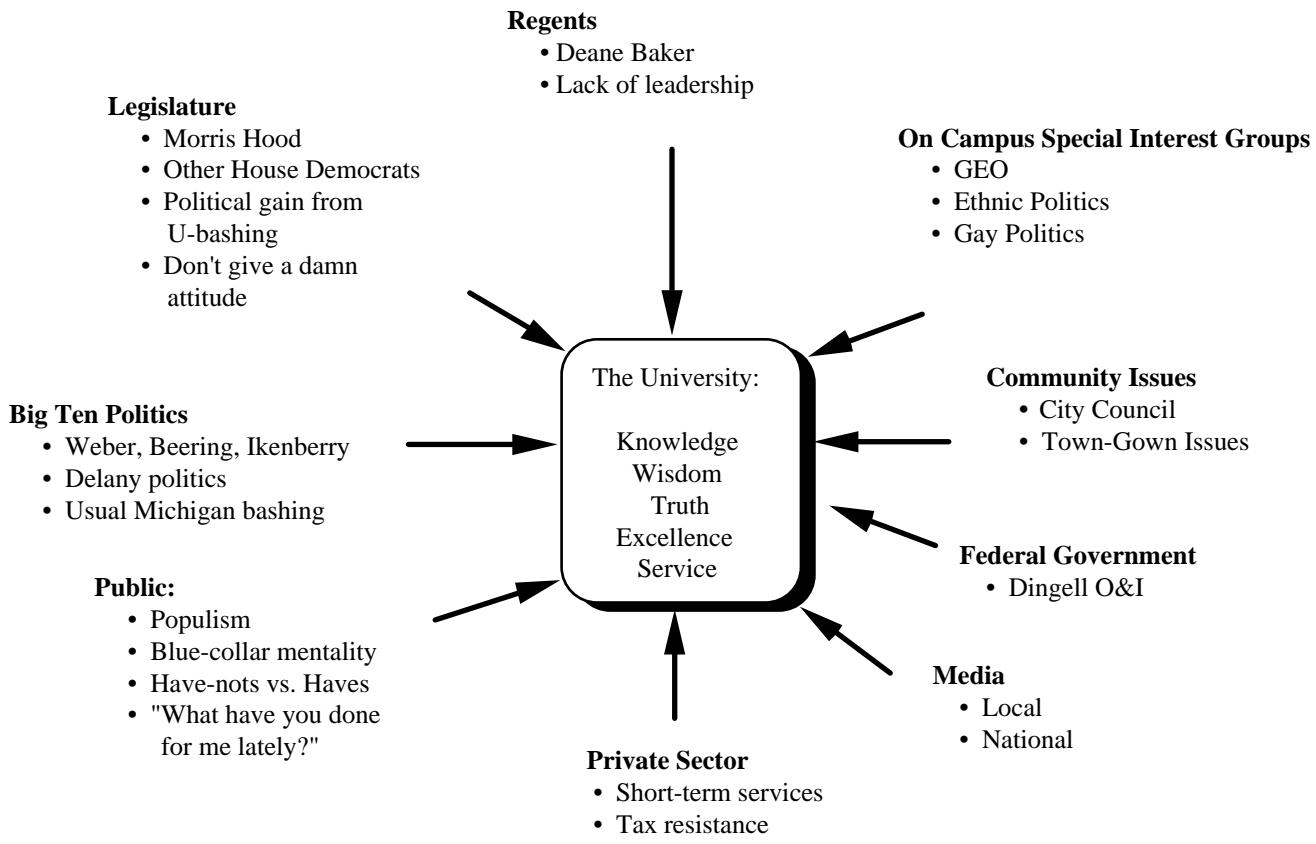 Regents
• Deane Baker
• Lack of leadership
Legislature
• Morris Hood
• Other House Democrats
• Political gain from
U-bashing
• Don't give a damn
attitude
On Campus Special Interest Groups
• GEO
• Ethnic Politics
• Gay Politics
The University:
Knowledge
Wisdom
Truth
Excellence
Service
Community Issues
• City Council
• Town-Gown Issues
Big Ten Politics
• Weber, Beering, Ikenberry
• Delany politics
• Usual Michigan bashing
Federal Government
• Dingell O&I
Public:
• Populism
• Blue-collar mentality
• Have-nots vs. Haves
• "What have you done
for me lately?"
Media
• Local
• National
Private Sector
• Short-term services
• Tax resistance